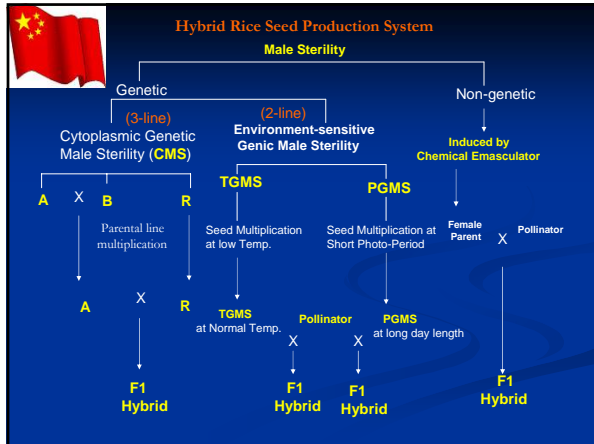 Hybrid Rice Seed Production System
Male Sterility
Genetic
Non-genetic
(3-line)
Cytoplasmic Genetic
Male Sterility (CMS)
(2-line)
Environment-sensitive
Genic Male Sterility
Induced by
Chemical Emasculator
TGMS
PGMS
A X B R
Parental line
multiplication
Seed Multiplication
at low Temp.
Seed Multiplication at
Short Photo-Period
Female
Parent
X
Pollinator
A X R
TGMS
at Normal Temp.
Pollinator
X X
PGMS
at long day length
F1
Hybrid
F1
Hybrid
F1
Hybrid
F1
Hybrid